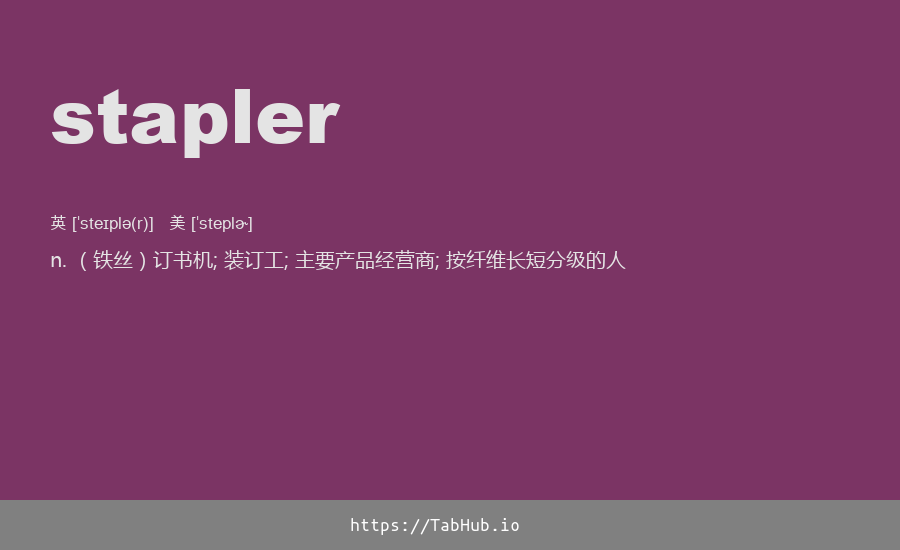 stapler
英 [ˈsteɪplə(r)] 美 [ˈsteplɚ]
n. （铁丝）订书机; 装订工; 主要产品经营商; 按纤维长短分级的人
https://TabHub.io